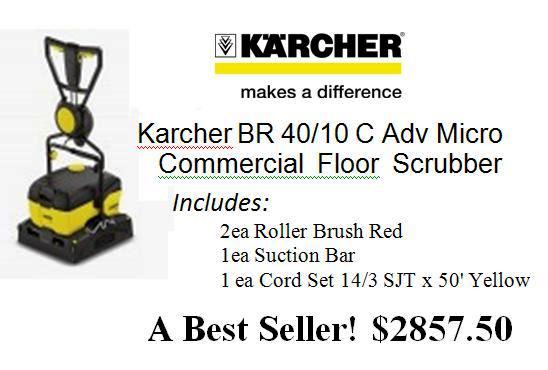 KÄRCHER
makes a difference
Karcher BR 40/10 C Adv Micro
Commercial Floor Scrubber
Includes:
2ea Roller Brush Red
1ea Suction Bar
1 ea Cord Set 14/3 SJT x 50' Yellow
A Best Seller! $2857.50